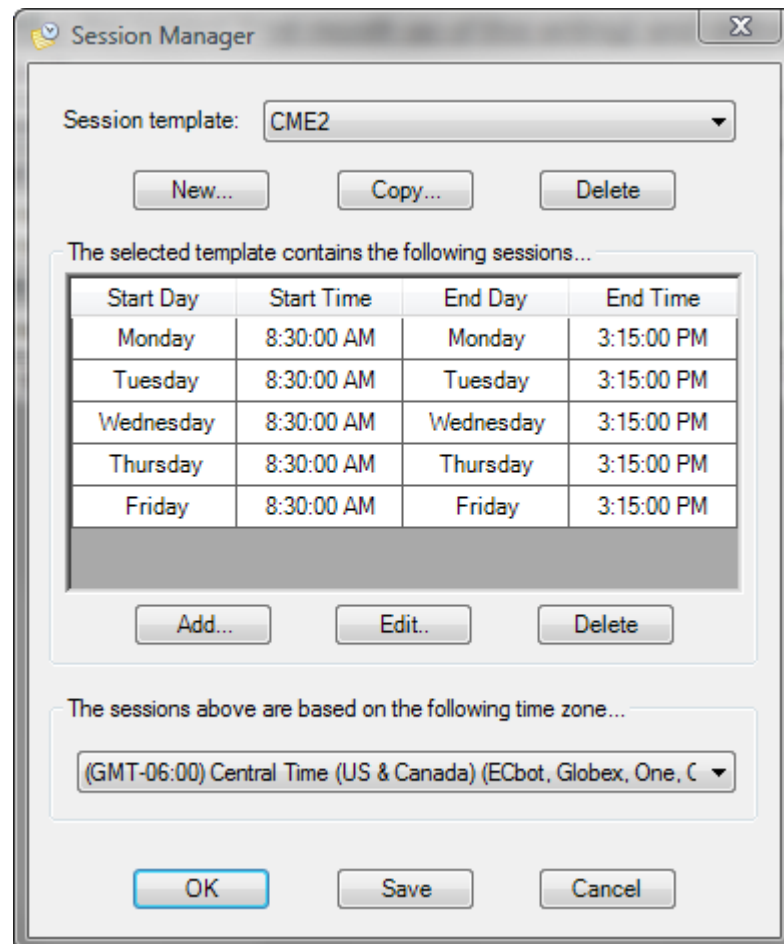 Session Manager
Session template: CME2
New... Copy... Delete
The selected template contains the following sessions...
Start Day Start Time End Day End Time
Monday 8:30:00 AM Monday 3:15:00 PM
Tuesday 8:30:00 AM Tuesday 3:15:00 PM
Wednesday 8:30:00 AM Wednesday 3:15:00 PM
Thursday 8:30:00 AM Thursday 3:15:00 PM
Friday 8:30:00 AM Friday 3:15:00 PM
Add... Edit.. Delete
The sessions above are based on the following time zone...
(GMT-06:00) Central Time (US & Canada) (ECbot, Globex, One, C
OK Save Cancel